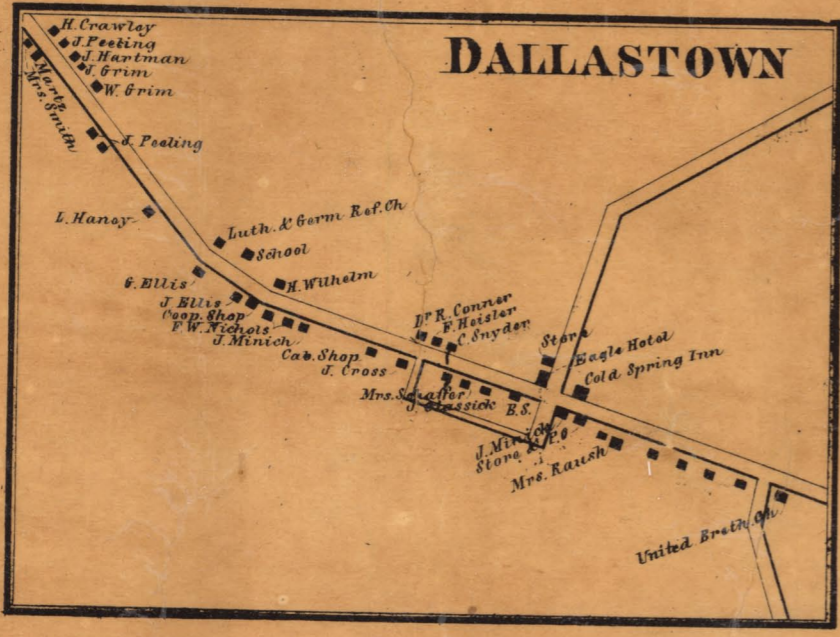 DALLASTOWN
H. Crawley
J. Peeling
J. Hartman
J. Grim
W. Grim
Martz
Mrs. Smith
J. Peeling
L. Haney
Luth. & Germ Ref. Ch
School
G. Ellis
H. Wilhelm
J. Ellis
Coop. Shop
F. W. Nichols
J. Minich
Cab. Shop
J. Cross
Dr R. Conner
F. Heisler
C. Snyder
Store
Eagle Hotel
Cold Spring Inn
Mrs.
B.S.
J. Minich
Store & P.O
Mrs. Raush
United Breth. Ch